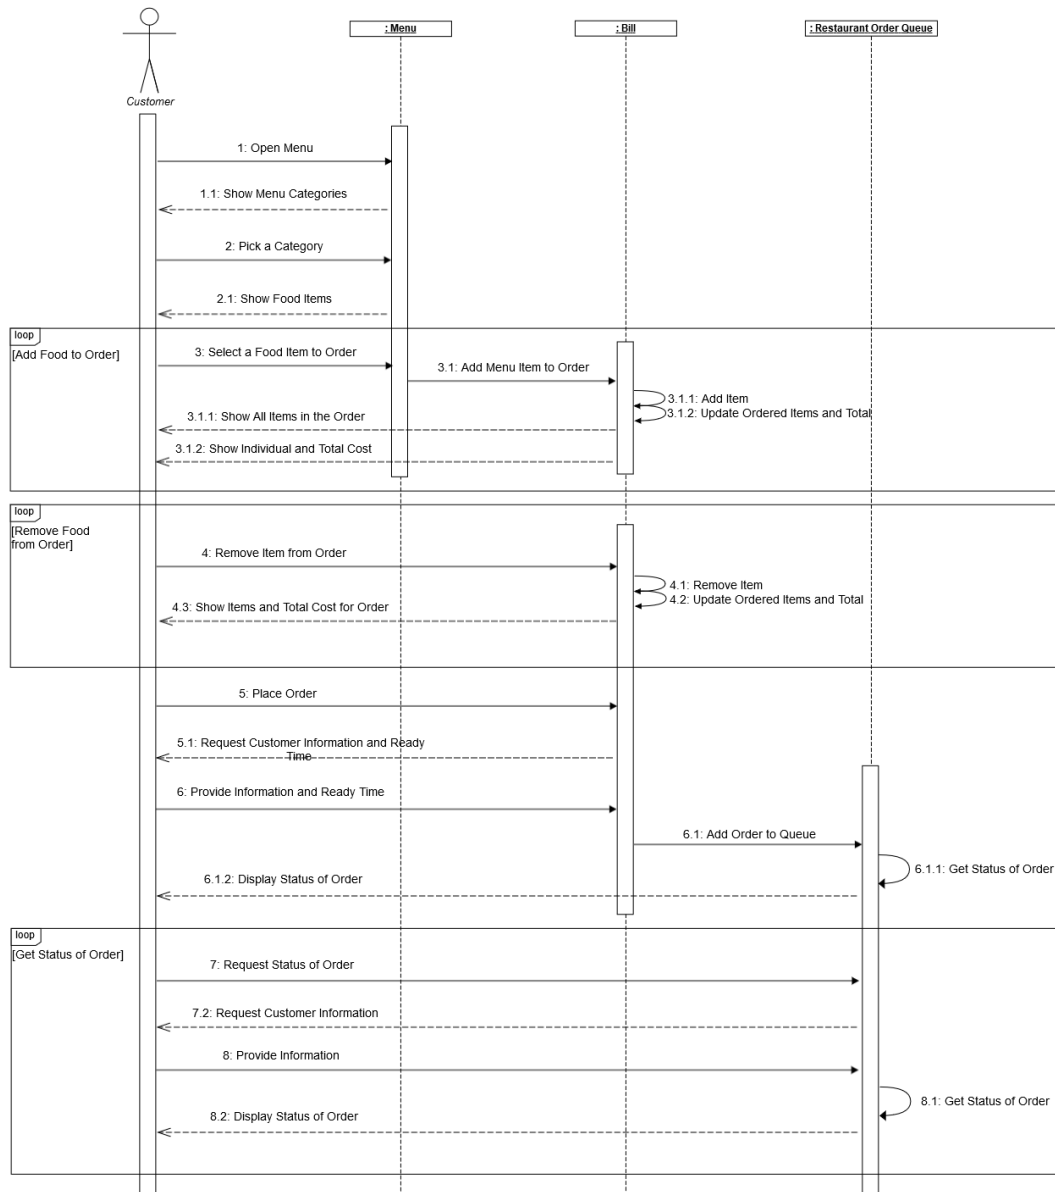 : Menu
: Bill
: Restaurant Order Queue
Customer
1: Open Menu
1.1: Show Menu Categories
2: Pick a Category
2.1: Show Food Items
loop
[Add Food to Order]
3: Select a Food Item to Order
3.1: Add Menu Item to Order
3.1.1: Add Item
3.1.2: Update Ordered Items and Total
3.1.1: Show All Items in the Order
3.1.2: Show Individual and Total Cost
loop
[Remove Food
from Order]
4: Remove Item from Order
4.1: Remove Item
4.2: Update Ordered Items and Total
4.3: Show Items and Total Cost for Order
5: Place Order
5.1: Request Customer Information and Ready
Time
6: Provide Information and Ready Time
6.1: Add Order to Queue
6.1.1: Get Status of Order
6.1.2: Display Status of Order
loop
[Get Status of Order]
7: Request Status of Order
7.2: Request Customer Information
8: Provide Information
8.1: Get Status of Order
8.2: Display Status of Order